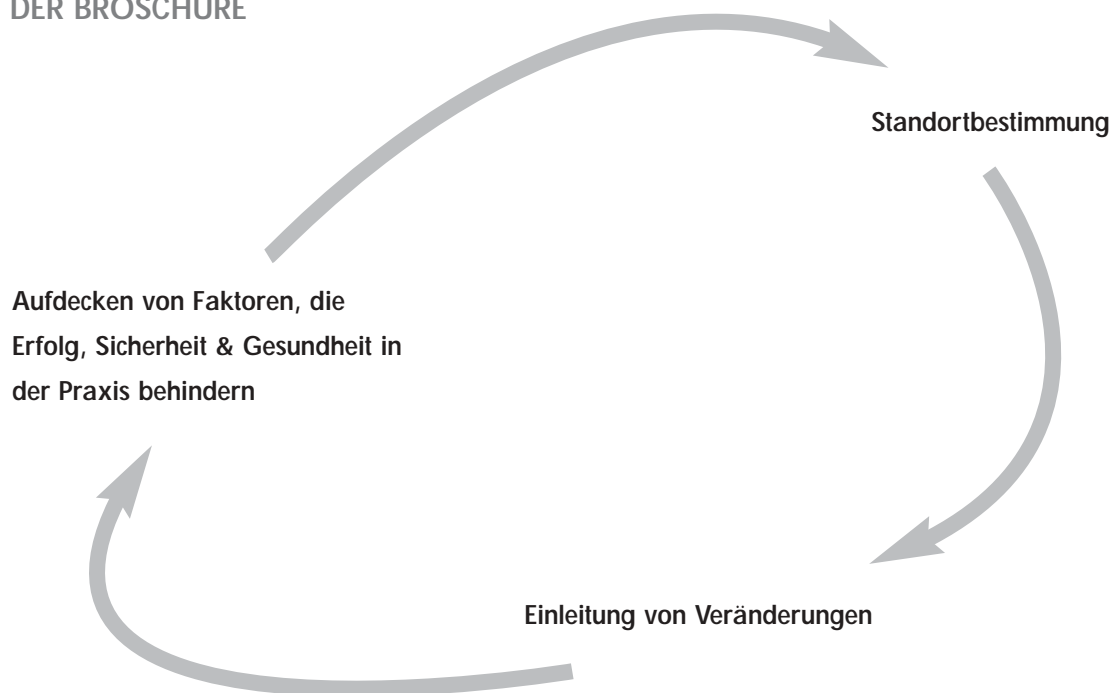 DER BROSCHÜRE
Standortbestimmung
Aufdecken von Faktoren, die
Erfolg, Sicherheit & Gesundheit in
der Praxis behindern
Einleitung von Veränderungen